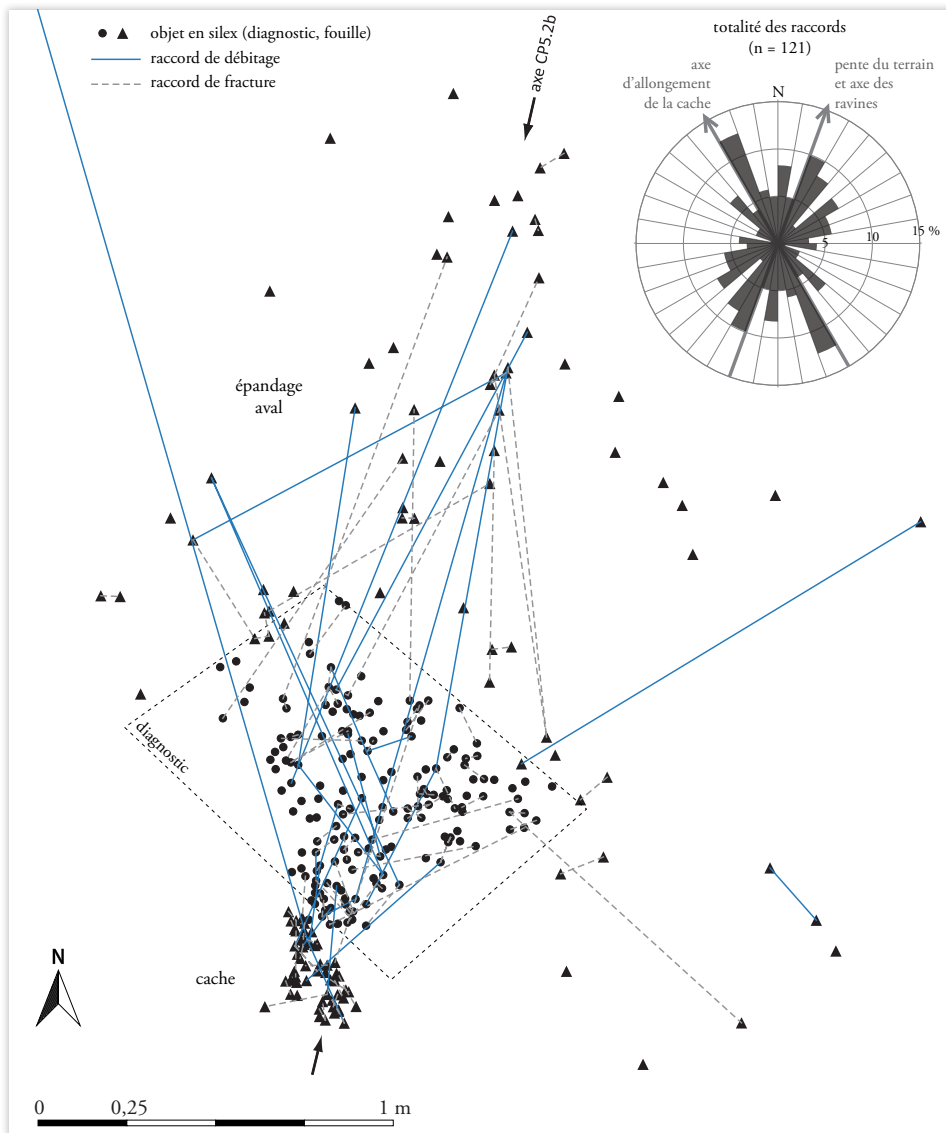 objet en silex (diagnostic, fouille)
raccord de débitage
raccord de fracture
axe CP5.2b
totalité des raccords
(n = 121)
axe
d'allongement
de la cache
pente du terrain
et axe des
ravines
N
5
10
15 %
épandage
aval
diagnostic
cache
N
0
0,25
1 m